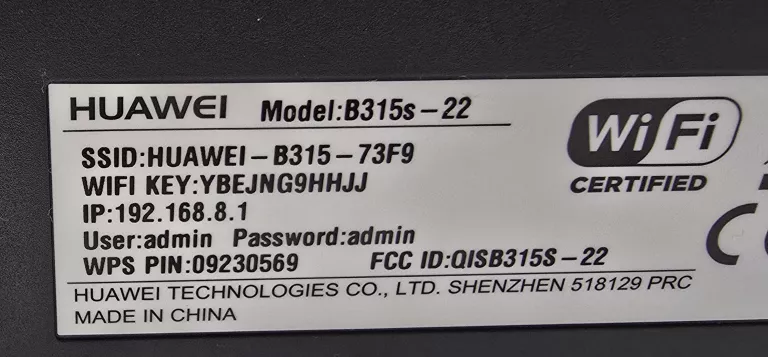 HUAWEI Model:B315s-22
SSID:HUAWEI-B315-73F9
WIFI KEY:YBEJNG9HHJJ
IP:192.168.8.1
User:admin Password:admin
WPS PIN:09230569 FCC ID:QISB315S-22
HUAWEI TECHNOLOGIES CO., LTD. SHENZHEN 518129 PRC
MADE IN CHINA
Wi Fi
CERTIFIED